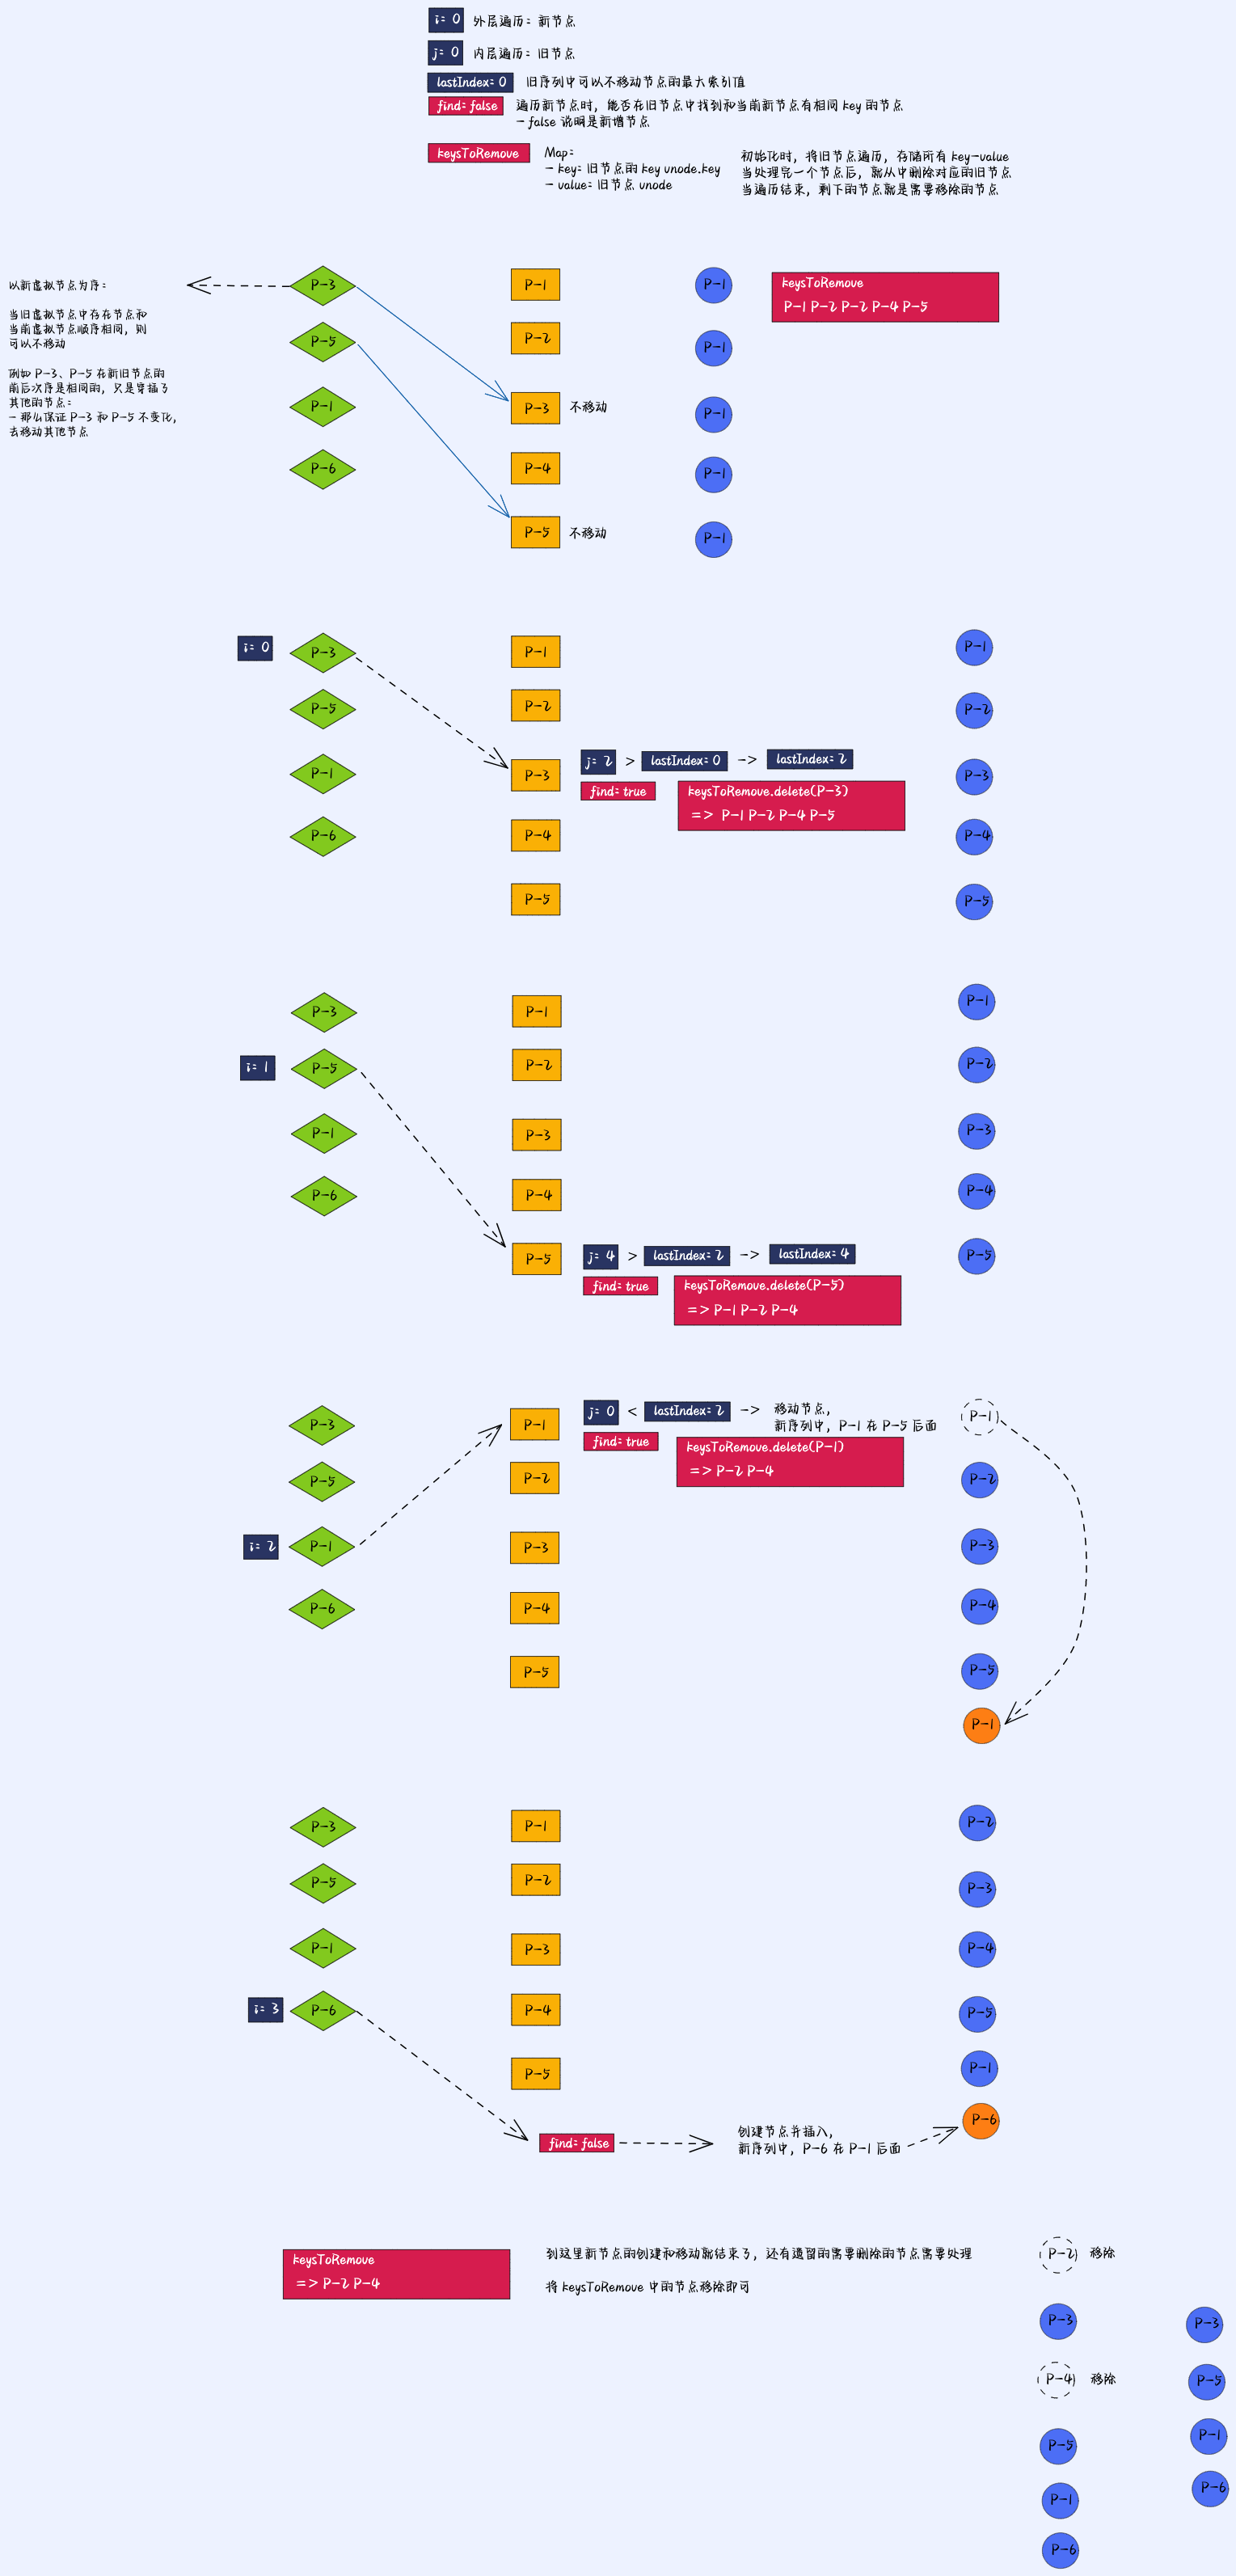 i= 0 外层遍历: 新节点
j= 0 内层遍历: 旧节点
lastIndex= 0 旧序列中可以不移动节点的最大索引值
find= false 遍历新节点时, 能否在旧节点中找到和当前新节点有相同 key 的节点
- false 说明是新增节点
keysToRemove
Map:
- key: 旧节点的 key vnode.key
- value: 旧节点 vnode
初始化时, 将旧节点遍历, 存储所有 key-value
当处理完一个节点后, 就从中删除对应的旧节点
当遍历结束, 剩下的节点就是需要移除的节点
以新虚拟节点为序:
当旧虚拟节点中存在节点和
当前虚拟节点顺序相同, 则
可以不移动
例如 P-3、P-5 在新旧节点的
前后次序是相同的, 只是穿插了
其他的节点:
- 那么保证 P-3 和 P-5 不变化,
去移动其他节点
P-3
P-5
P-1
P-6
P-1
P-2
P-3 不移动
P-4
P-5 不移动
P-1
P-1
P-1
P-1
P-1
keysToRemove
P-1 P-2 P-2 P-4 P-5
i= 0
P-3
P-5
P-1
P-6
P-1
P-2
P-3
P-4
P-5
j= 2 > lastIndex= 0 -> lastIndex= 2
find= true
keysToRemove.delete(P-3)
=> P-1 P-2 P-4 P-5
P-1
P-2
P-3
P-4
P-5
i= 1
P-3
P-5
P-1
P-6
P-1
P-2
P-3
P-4
P-5
j= 4 > lastIndex= 2 -> lastIndex= 4
find= true
keysToRemove.delete(P-5)
=> P-1 P-2 P-4
P-1
P-2
P-3
P-4
P-5
i= 2
P-3
P-5
P-1
P-6
P-1
P-2
P-3
P-4
P-5
j= 0 < lastIndex= 2 -> 移动节点,
新序列中, P-1 在 P-5 后面
find= true
keysToRemove.delete(P-1)
=> P-2 P-4
P-1
P-2
P-3
P-4
P-5
P-1
i= 3
P-3
P-5
P-1
P-6
P-1
P-2
P-3
P-4
P-5
find= false
创建节点并插入,
新序列中, P-6 在 P-1 后面
P-2
P-3
P-4
P-5
P-1
P-6
keysToRemove
=> P-2 P-4
到这里新节点的创建和移动就结束了, 还有遗留的需要删除的节点需要处理
将 keysToRemove 中的节点移除即可
P-2 移除
P-3
P-4 移除
P-5
P-1
P-6
P-3
P-5
P-1
P-6